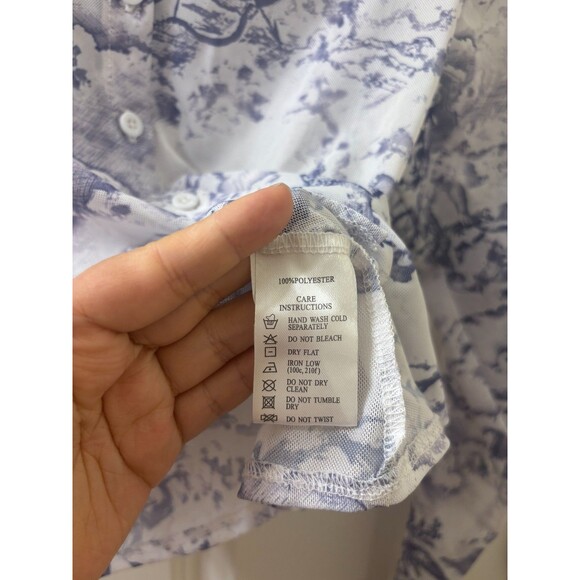 100%POLYESTER
CARE
INSTRUCTIONS
HAND WASH COLD
SEPARATELY
DO NOT BLEACH
DRY FLAT
IRON LOW
(100c, 210f)
DO NOT DRY
CLEAN
DO NOT TUMBLE
DRY
DO NOT TWIST